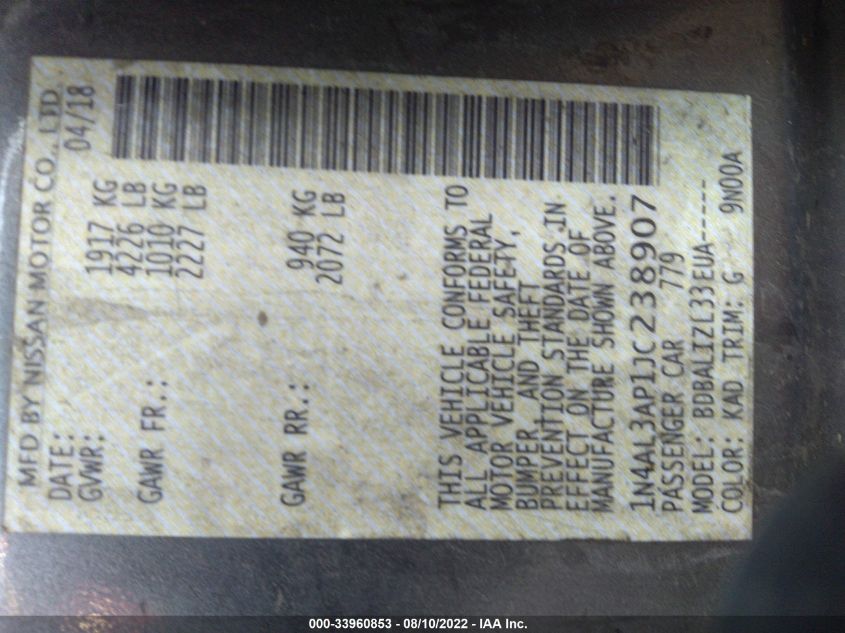 MFD BY NISSAN MOTOR CO., LTD.
DATE: 04/18
GVWR: 1917 KG
4226 LB
GAWR FR.: 1010 KG
2227 LB
GAWR RR.: 940 KG
2072 LB
THIS VEHICLE CONFORMS TO
ALL APPLICABLE FEDERAL
MOTOR VEHICLE SAFETY,
BUMPER, AND THEFT
PREVENTION STANDARDS IN
EFFECT ON THE DATE OF
MANUFACTURE SHOWN ABOVE.
1N4AL3AP1JC238907
PASSENGER CAR 779
MODEL: BDBALIZL33EUA-----
COLOR: KAD TRIM: G 9N00A
000-33960853 - 08/10/2022 - IAA Inc.